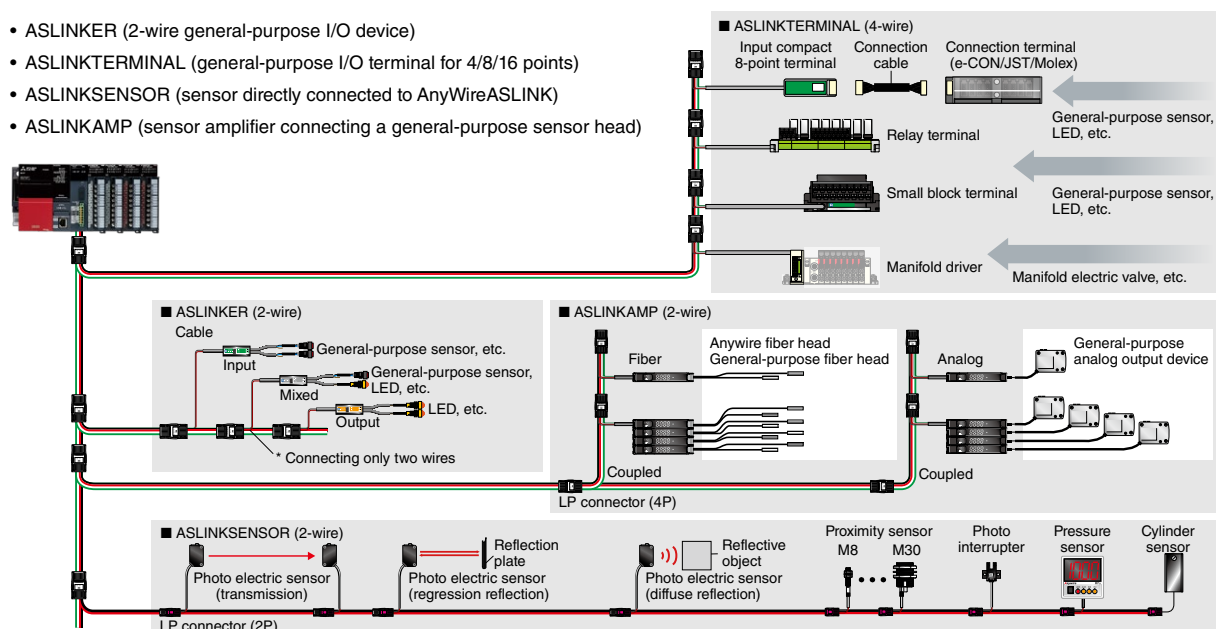 • ASLINKER (2-wire general-purpose I/O device)
• ASLINKTERMINAL (general-purpose I/O terminal for 4/8/16 points)
• ASLINKSENSOR (sensor directly connected to AnyWireASLINK)
• ASLINKAMP (sensor amplifier connecting a general-purpose sensor head)
■ ASLINKTERMINAL (4-wire)
Input compact
8-point terminal
Connection
cable
Connection terminal
(e-CON/JST/Molex)
General-purpose sensor,
LED, etc.
Relay terminal
Small block terminal
General-purpose sensor,
LED, etc.
Manifold driver
Manifold electric valve, etc.
■ ASLINKER (2-wire)
Cable
Input
General-purpose sensor, etc.
Mixed
General-purpose sensor,
LED, etc.
Output
LED, etc.
* Connecting only two wires
■ ASLINKAMP (2-wire)
Fiber
Anywire fiber head
General-purpose fiber head
Coupled
Analog
General-purpose
analog output device
Coupled
LP connector (4P)
■ ASLINKSENSOR (2-wire)
Photo electric sensor
(transmission)
Reflection
plate
Photo electric sensor
(regression reflection)
Reflective
object
Photo electric sensor
(diffuse reflection)
Proximity sensor
M8 M30
Photo
interrupter
Pressure
sensor
Cylinder
sensor
LP connector (2P)